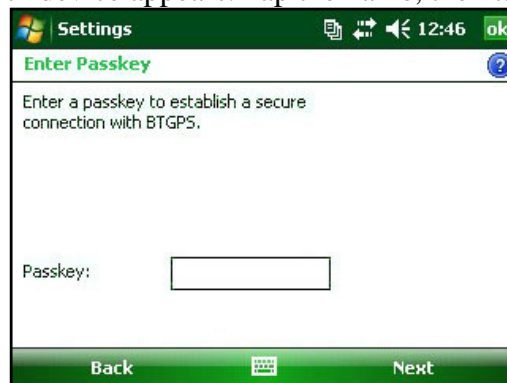 Settings 12:46 ok
Enter Passkey
Enter a passkey to establish a secure
connection with BTGPS.
Passkey:
Back Next